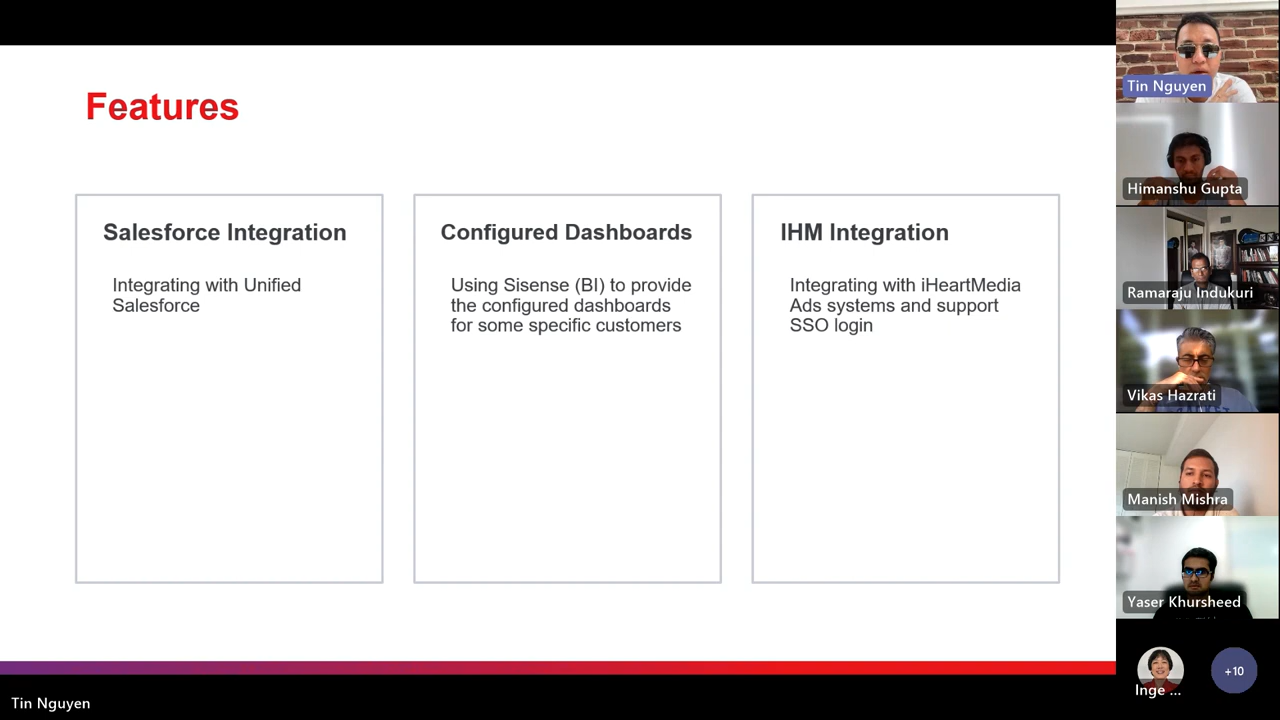 Features
Salesforce Integration
Integrating with Unified
Salesforce
Configured Dashboards
Using Sisense (BI) to provide
the configured dashboards
for some specific customers
IHM Integration
Integrating with iHeartMedia
Ads systems and support
SSO login
Tin Nguyen
Himanshu Gupta
Ramaraju Indukuri
Vikas Hazrati
Manish Mishra
Yaser Khursheed
Inge ...
+10
Tin Nguyen